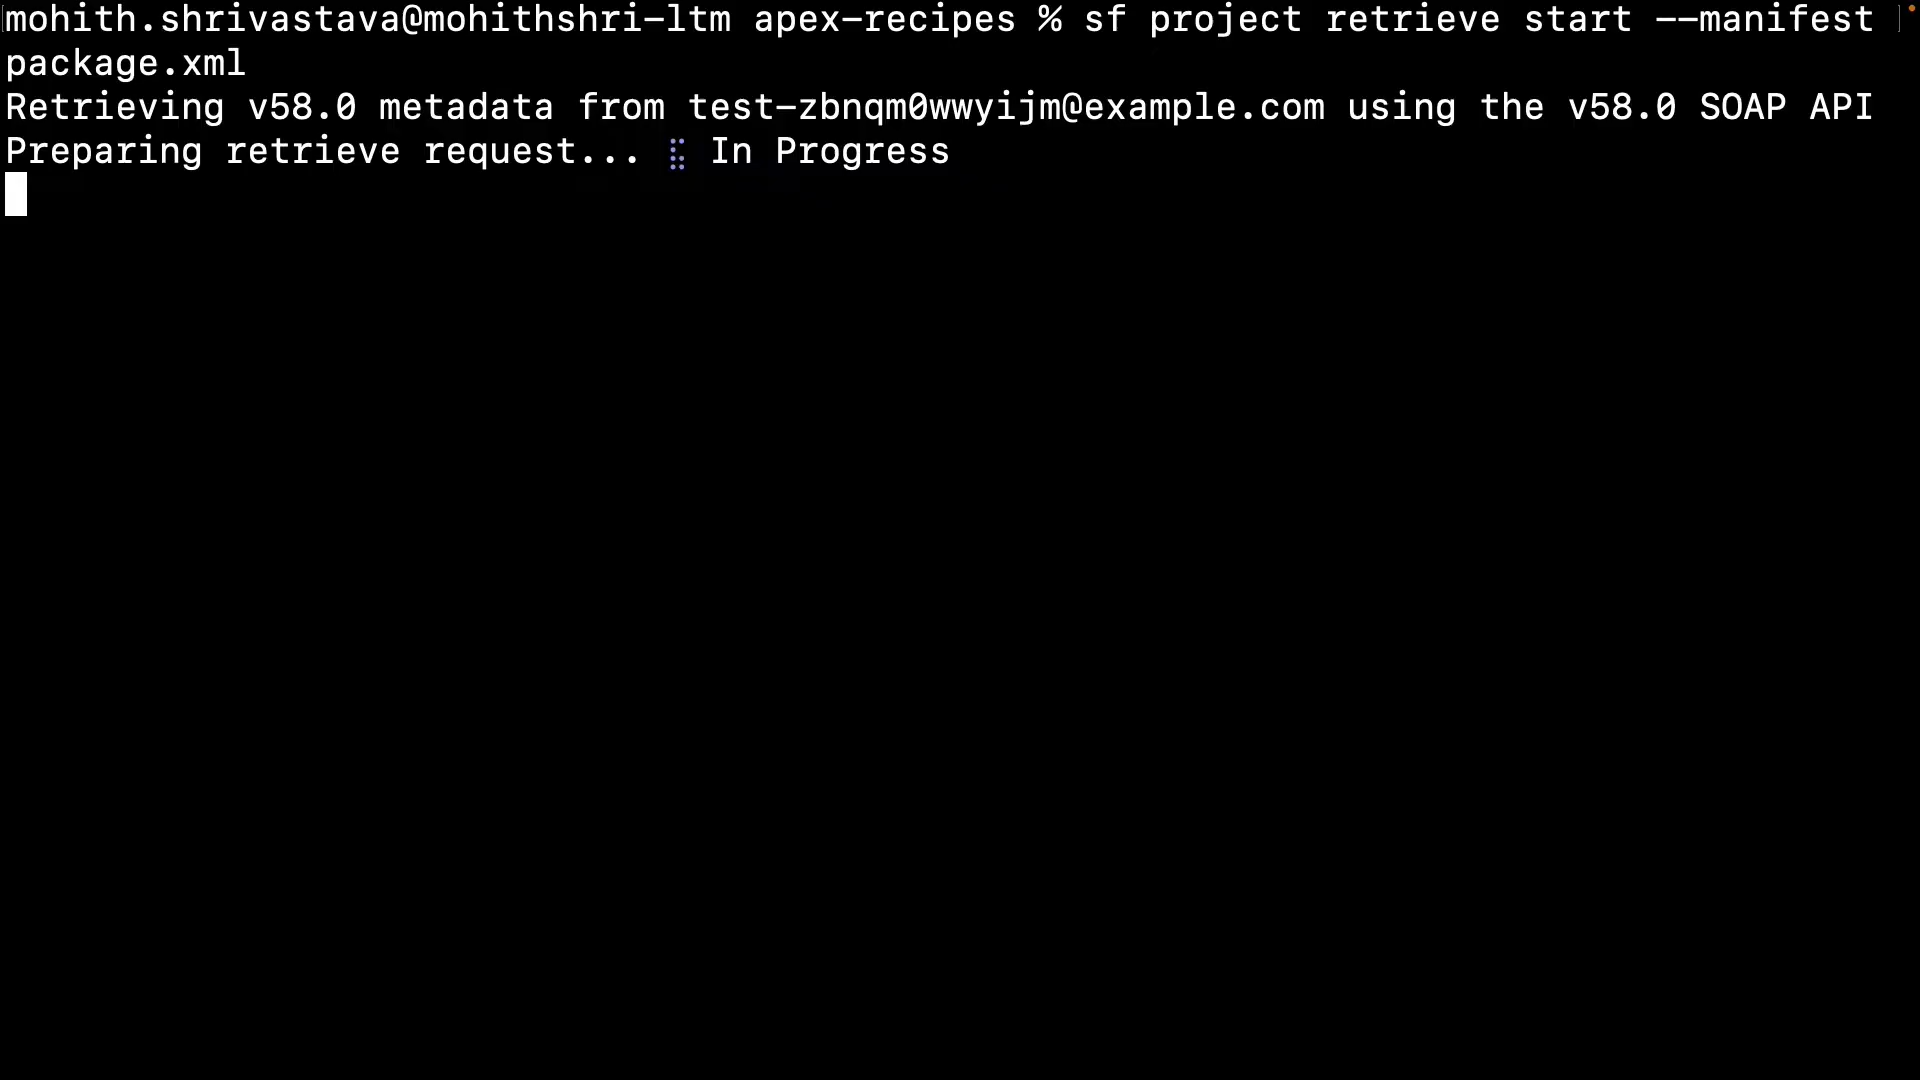 mohith.shrivastava@mohithshri-ltm apex-recipes % sf project retrieve start --manifest
package.xml
Retrieving v58.0 metadata from test-zbnqm0wwyijm@example.com using the v58.0 SOAP API
Preparing retrieve request... ⣯ In Progress